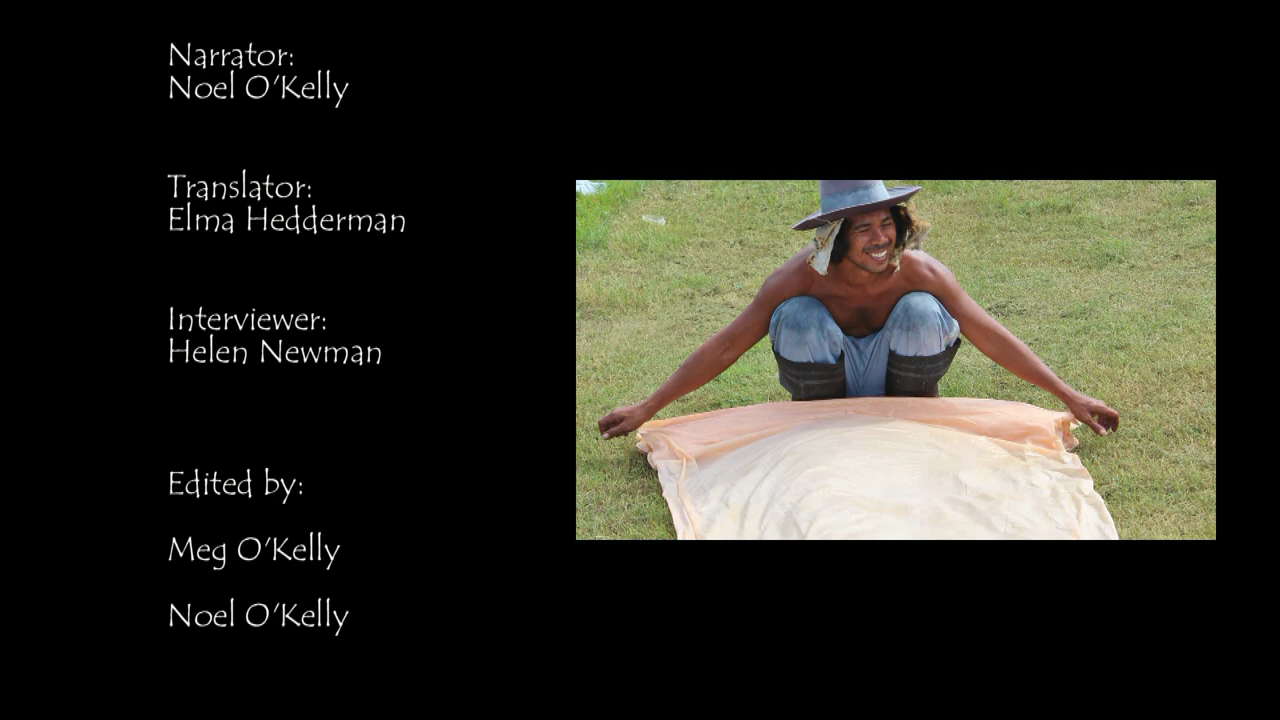 Narrator:
Noel O'Kelly
Translator:
Elma Hedderman
Interviewer:
Helen Newman
Edited by:
Meg O'Kelly
Noel O'Kelly